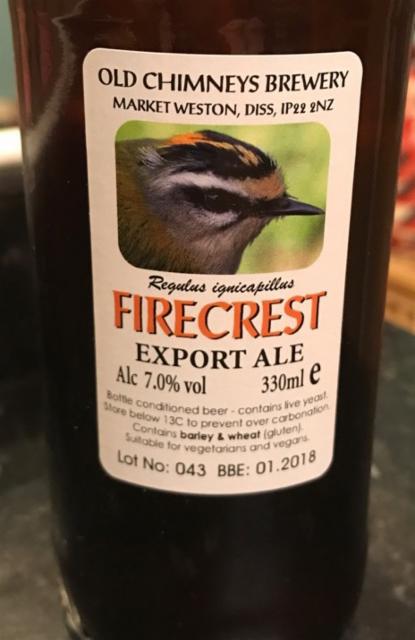 OLD CHIMNEYS BREWERY
MARKET WESTON, DISS, IP22 2NZ
Regulus ignicapillus
FIRECREST
EXPORT ALE
Alc 7.0% vol 330ml e
Bottle conditioned beer - contains live yeast.
Store below 13C to prevent over carbonation.
Contains barley & wheat (gluten).
Suitable for vegetarians and vegans.
Lot No: 043 BBE: 01.2018